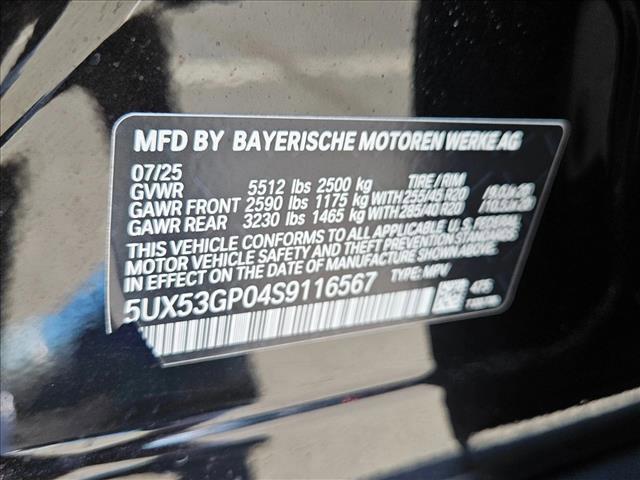 MFD BY BAYERISCHE MOTOREN WERKE AG
07/25
GVWR 5512 lbs 2500 kg TIRE / RIM
GAWR FRONT 2590 lbs 1175 kg WITH 255/45 R20
GAWR REAR 3230 lbs 1465 kg WITH 285/40 R20
THIS VEHICLE CONFORMS TO ALL APPLICABLE U.S. FEDERAL
MOTOR VEHICLE SAFETY AND THEFT PREVENTION STANDARDS
IN EFFECT ON THE DATE OF MANUFACTURE SHOWN ABOVE.
5UX53GP04S9116567 TYPE: MPV
475